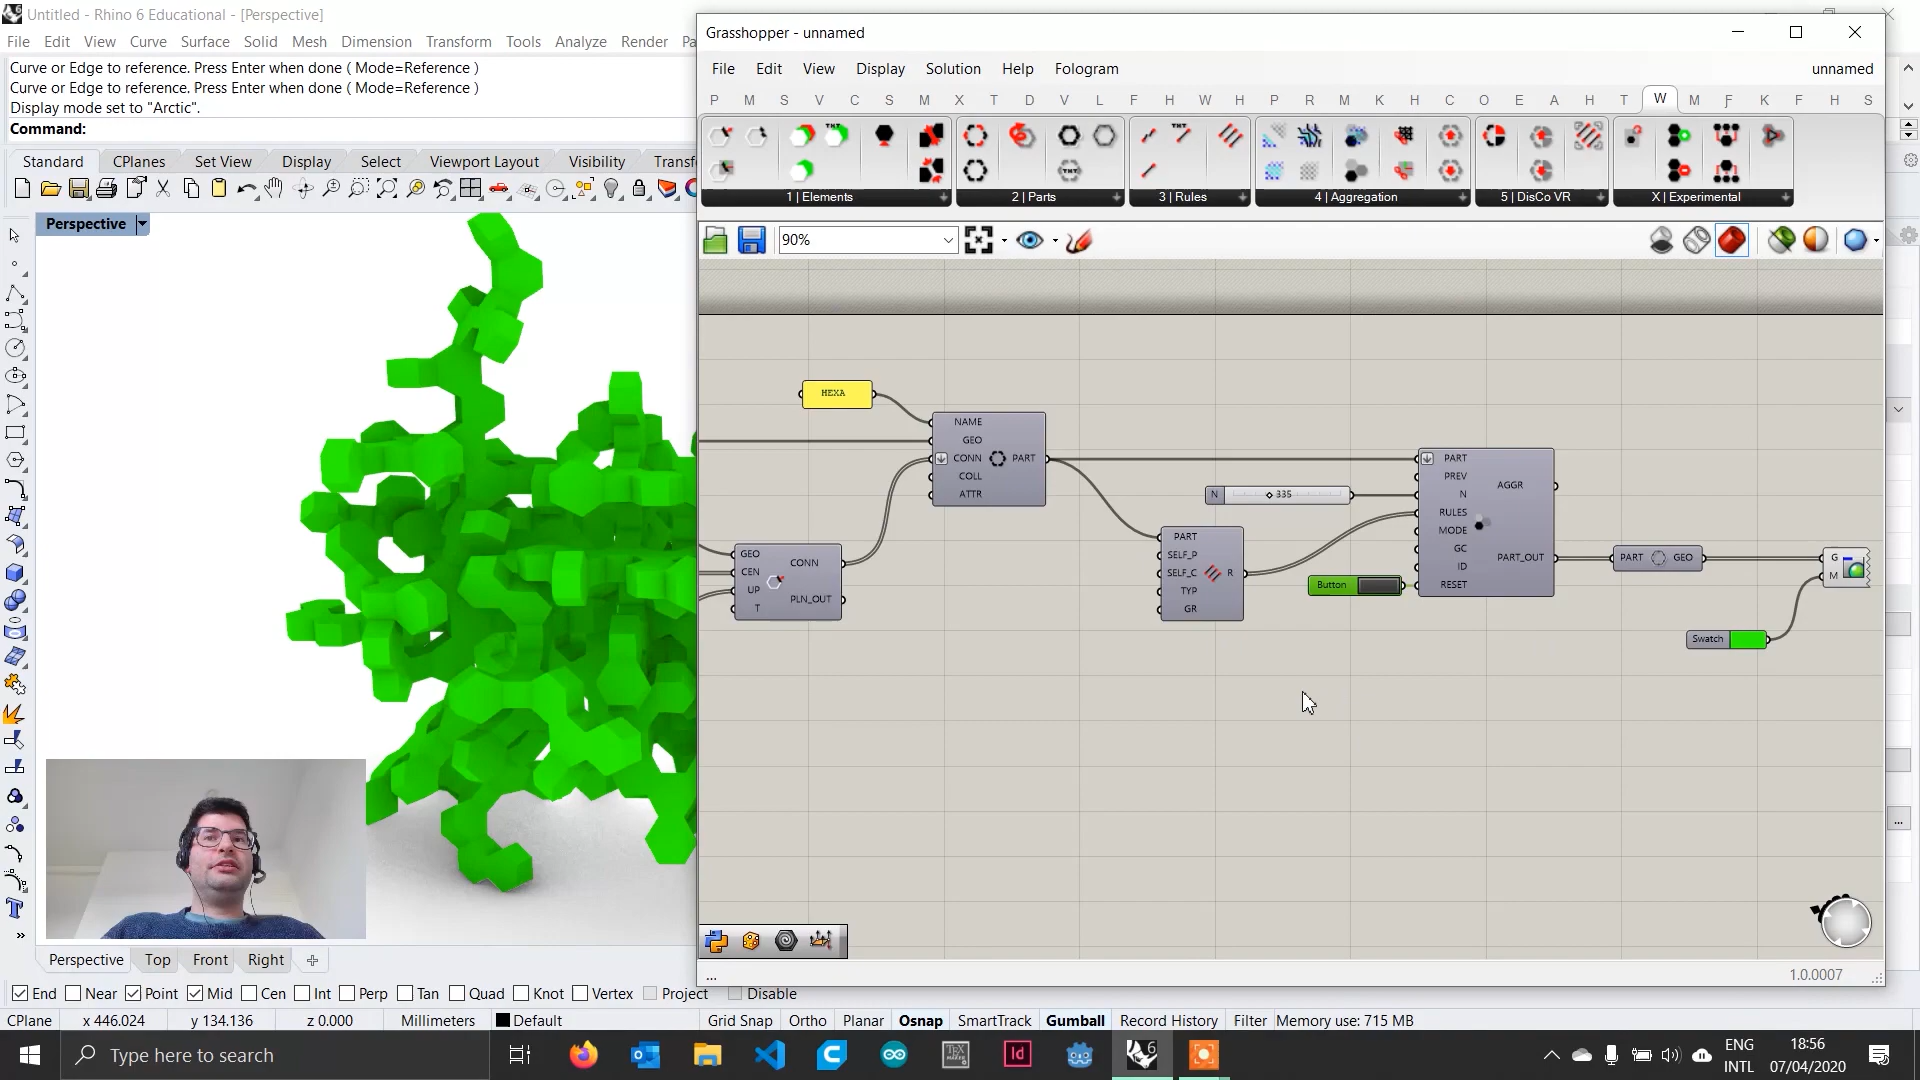 Untitled - Rhino 6 Educational - [Perspective]
File Edit View Curve Surface Solid Mesh Dimension Transform Tools Analyze Render Pa
Curve or Edge to reference. Press Enter when done ( Mode=Reference )
Curve or Edge to reference. Press Enter when done ( Mode=Reference )
Display mode set to "Arctic".
Command:
Standard CPlanes Set View Display Select Viewport Layout Visibility Transf
Perspective
Grasshopper - unnamed
File Edit View Display Solution Help Fologram unnamed
P M S V C S M X T D V L F H W H P R M K H C O E A H T W M F K F H S
1 | Elements 2 | Parts 3 | Rules 4 | Aggregation 5 | DisCo VR X | Experimental
90%
HEXA
NAME
GEO
CONN PART
COLL
ATTR
GEO
CEN
UP
T
CONN
PLN_OUT
N 335
PART
SELF_P
SELF_C R
TYP
GR
Button
PART
PREV
N
RULES
MODE
GC
ID
RESET
AGGR
PART_OUT
PART GEO
G
M
Swatch
...
1.0.0007
Perspective Top Front Right
End Near Point Mid Cen Int Perp Tan Quad Knot Vertex Project Disable
CPlane x 446.024 y 134.136 z 0.000 Millimeters Default Grid Snap Ortho Planar Osnap SmartTrack Gumball Record History Filter Memory use: 715 MB
Type here to search
ENG
INTL
18:56
07/04/2020